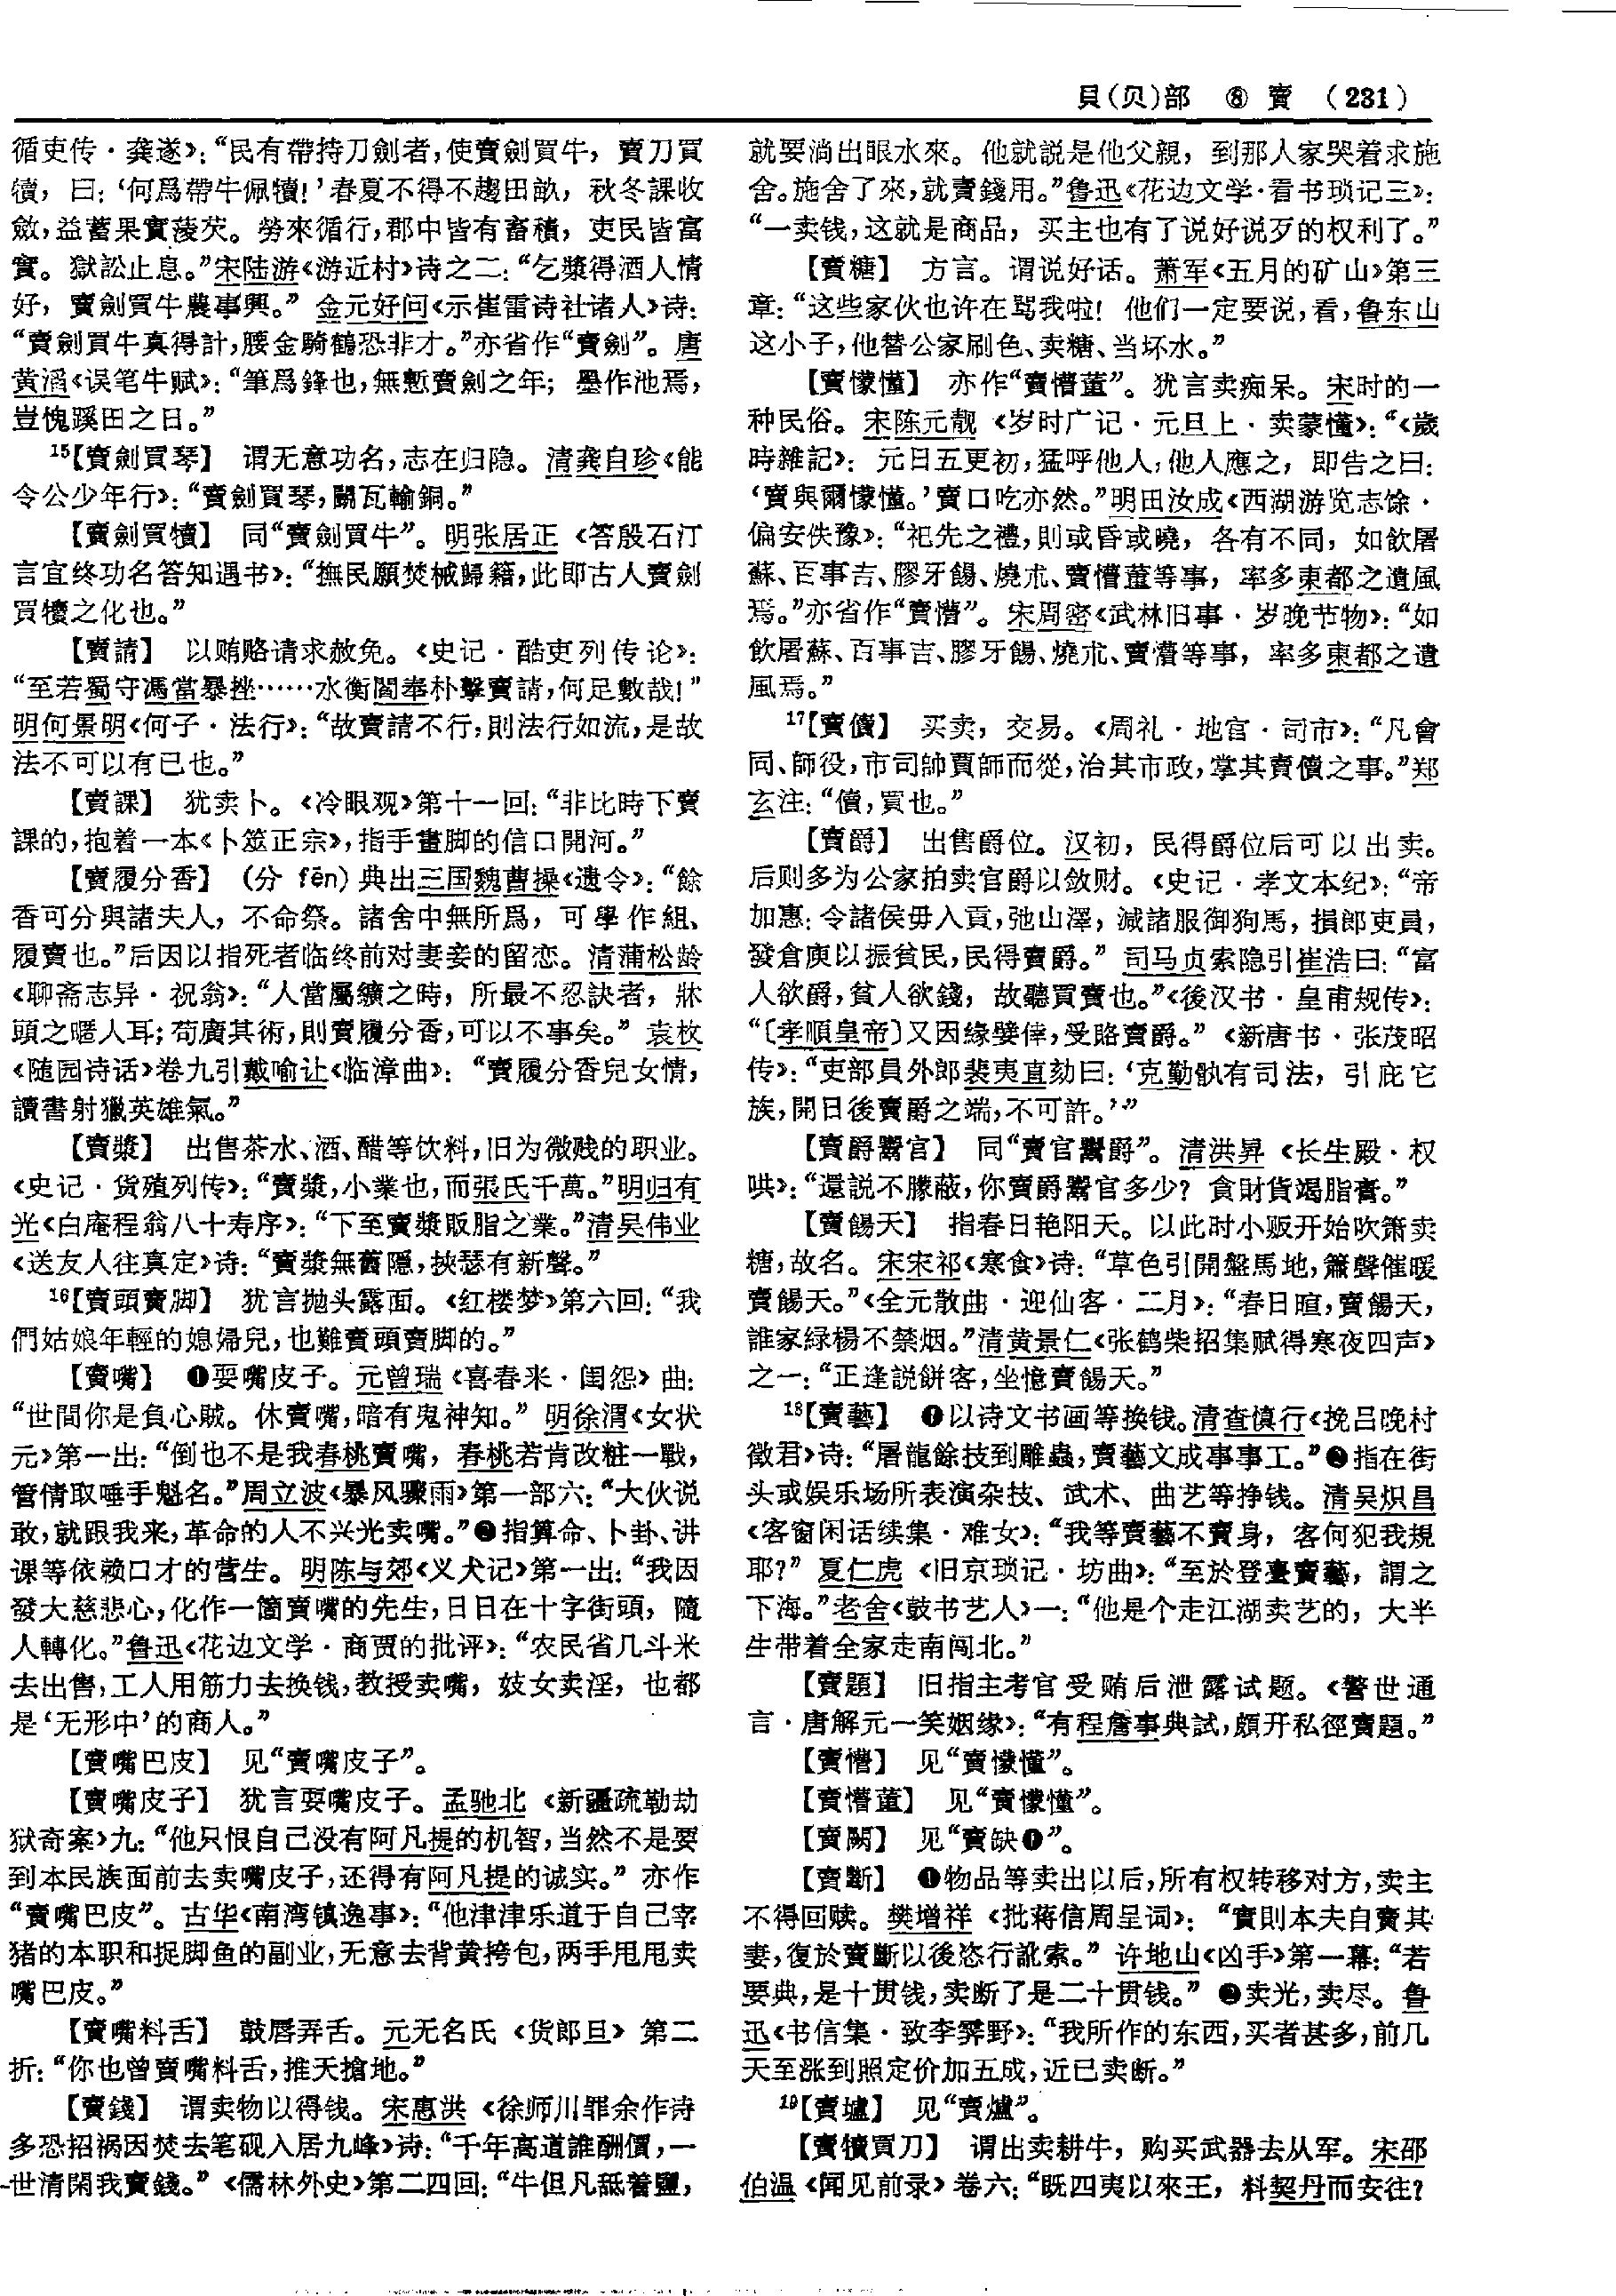 貝(贝)部 ⑧ 賣 (231)
循吏传·龚遂》：“民有帶持刀劍者，使賣劍買牛，賣刀買
犢，曰：‘何爲帶牛佩犢！’春夏不得不趨田畝，秋冬課收
斂，益蓄果實蔆芡。勞來循行，郡中皆有畜積，吏民皆富
實。獄訟止息。”宋陆游《游近村》诗之二：“乞漿得酒人情
好，賣劍買牛農事興。”金元好问《示崔雷诗社诸人》诗：
“賣劍買牛真得計，腰金騎鶴恐非才。”亦省作“賣劍”。唐
黄滔《误笔牛赋》：“筆爲鋒也，無慙賣劍之年；墨作池焉，
豈愧蹊田之日。”
15【賣劍買琴】 谓无意功名，志在归隐。清龚自珍《能
令公少年行》：“賣劍買琴，鬭瓦輸銅。”
【賣劍買犢】 同“賣劍買牛”。明张居正《答殷石汀
言宜终功名答知遇书》：“撫民願焚械歸籍，此即古人賣劍
買犢之化也。”
【賣請】 以贿赂请求赦免。《史记·酷吏列传论》：
“至若蜀守馮當暴挫……水衡閻奉朴擊賣請，何足數哉！”
明何景明《何子·法行》：“故賣請不行，則法行如流，是故
法不可以有已也。”
【賣課】 犹卖卜。《冷眼观》第十一回：“非比時下賣
課的，抱着一本《卜筮正宗》，指手畫脚的信口開河。”
【賣履分香】 (分 fēn)典出三国魏曹操《遗令》：“餘
香可分與諸夫人，不命祭。諸舍中無所爲，可學作組、
履賣也。”后因以指死者临终前对妻妾的留恋。清蒲松龄
《聊斋志异·祝翁》：“人當屬纊之時，所最不忍訣者，牀
頭之暱人耳；苟廣其術，則賣履分香，可以不事矣。”袁枚
《随园诗话》卷九引戴喻让《临漳曲》：“賣履分香兒女情，
讀書射獵英雄氣。”
【賣漿】 出售茶水、酒、醋等饮料，旧为微贱的职业。
《史记·货殖列传》：“賣漿，小業也，而張氏千萬。”明归有
光《白庵程翁八十寿序》：“下至賣漿販脂之業。”清吴伟业
《送友人往真定》诗：“賣漿無舊隱，挾瑟有新聲。”
16【賣頭賣脚】 犹言抛头露面。《红楼梦》第六回：“我
們姑娘年輕的媳婦兒，也難賣頭賣脚的。”
【賣嘴】 ❶耍嘴皮子。元曾瑞《喜春来·闺怨》曲：
“世間你是負心賊。休賣嘴，暗有鬼神知。”明徐渭《女状
元》第一出：“倒也不是我春桃賣嘴，春桃若肯改粧一戰，
管情取唾手魁名。”周立波《暴风骤雨》第一部六：“大伙说
敢，就跟我来，革命的人不兴光卖嘴。”❷指算命、卜卦、讲
课等依赖口才的营生。明陈与郊《义犬记》第一出：“我因
發大慈悲心，化作一箇賣嘴的先生，日日在十字街頭，隨
人轉化。”鲁迅《花边文学·商贾的批评》：“农民省几斗米
去出售，工人用筋力去换钱，教授卖嘴，妓女卖淫，也都
是‘无形中’的商人。”
【賣嘴巴皮】 见“賣嘴皮子”。
【賣嘴皮子】 犹言耍嘴皮子。孟驰北《新疆疏勒劫
狱奇案》九：“他只恨自己没有阿凡提的机智，当然不是要
到本民族面前去卖嘴皮子，还得有阿凡提的诚实。”亦作
“賣嘴巴皮”。古华《南湾镇逸事》：“他津津乐道于自己宰
猪的本职和捉脚鱼的副业，无意去背黄挎包，两手甩甩卖
嘴巴皮。”
【賣嘴料舌】 鼓唇弄舌。元无名氏《货郎旦》第二
折：“你也曾賣嘴料舌，推天搶地。”
【賣錢】 谓卖物以得钱。宋惠洪《徐师川罪余作诗
多恐招祸因焚去笔砚入居九峰》诗：“千年高道誰酬價，一
世清閑我賣錢。”《儒林外史》第二四回：“牛但凡舐着鹽，
就要淌出眼水來。他就説是他父親，到那人家哭着求施
舍。施舍了來，就賣錢用。”鲁迅《花边文学·看书琐记三》：
“一卖钱，这就是商品，买主也有了说好说歹的权利了。”
【賣糖】 方言。谓说好话。萧军《五月的矿山》第三
章：“这些家伙也许在骂我啦！他们一定要说，看，鲁东山
这小子，他替公家刷色、卖糖、当坏水。”
【賣懞懂】 亦作“賣懵董”。犹言卖痴呆。宋时的一
种民俗。宋陈元靓《岁时广记·元旦上·卖蒙懂》：“《歲
時雜記》：元日五更初，猛呼他人，他人應之，即告之曰：
‘賣與爾懞懂。’賣口吃亦然。”明田汝成《西湖游览志馀·
偏安佚豫》：“祀先之禮，則或昏或曉，各有不同，如飲屠
蘇、百事吉、膠牙餳、燒朮、賣懵董等事，率多東都之遺風
焉。”亦省作“賣懵”。宋周密《武林旧事·岁晚节物》：“如
飲屠蘇、百事吉、膠牙餳、燒朮、賣懵等事，率多東都之遺
風焉。”
17【賣儥】 买卖，交易。《周礼·地官·司市》：“凡會
同、師役，市司帥賈師而從，治其市政，掌其賣儥之事。”郑
玄注：“儥，買也。”
【賣爵】 出售爵位。汉初，民得爵位后可以出卖。
后则多为公家拍卖官爵以敛财。《史记·孝文本纪》：“帝
加惠：令諸侯毋入貢，弛山澤，減諸服御狗馬，損郎吏員，
發倉庾以振貧民，民得賣爵。”司马贞索隐引崔浩曰：“富
人欲爵，貧人欲錢，故聽買賣也。”《後汉书·皇甫规传》：
“〔孝順皇帝〕又因缘嬖倖，受賂賣爵。”《新唐书·张茂昭
传》：“吏部員外郎裴夷直劾曰：‘克勤骫有司法，引庇它
族，開日後賣爵之端，不可許。’”
【賣爵鬻官】 同“賣官鬻爵”。清洪昇《长生殿·权
哄》：“還説不朦蔽，你賣爵鬻官多少？貪財貨竭脂膏。”
【賣餳天】 指春日艳阳天。以此时小贩开始吹箫卖
糖，故名。宋宋祁《寒食》诗：“草色引開盤馬地，簫聲催暖
賣餳天。”《全元散曲·迎仙客·二月》：“春日暄，賣餳天，
誰家緑楊不禁烟。”清黄景仁《张鹤柴招集赋得寒夜四声》
之一：“正逢説餅客，坐憶賣餳天。”
18【賣藝】 ❶以诗文书画等换钱。清查慎行《挽吕晚村
徵君》诗：“屠龍餘技到雕蟲，賣藝文成事事工。”❷指在街
头或娱乐场所表演杂技、武术、曲艺等挣钱。清吴炽昌
《客窗闲话续集·难女》：“我等賣藝不賣身，客何犯我規
耶？”夏仁虎《旧京琐记·坊曲》：“至於登臺賣藝，謂之
下海。”老舍《鼓书艺人》一：“他是个走江湖卖艺的，大半
生带着全家走南闯北。”
【賣題】 旧指主考官受贿后泄露试题。《警世通
言·唐解元一笑姻缘》：“有程詹事典試，頗开私徑賣題。”
【賣懵】 见“賣懞懂”。
【賣懵董】 见“賣懞懂”。
【賣闕】 见“賣缺❶”。
【賣斷】 ❶物品等卖出以后，所有权转移对方，卖主
不得回赎。樊增祥《批蒋信周呈词》：“實則本夫自賣其
妻，復於賣斷以後恣行訛索。”许地山《凶手》第一幕：“若
要典，是十贯钱，卖断了是二十贯钱。”❷卖光，卖尽。鲁
迅《书信集·致李霁野》：“我所作的东西，买者甚多，前几
天至涨到照定价加五成，近已卖断。”
19【賣壚】 见“賣爐”。
【賣犢買刀】 谓出卖耕牛，购买武器去从军。宋邵
伯温《闻见前录》卷六：“既四夷以來王，料契丹而安往？